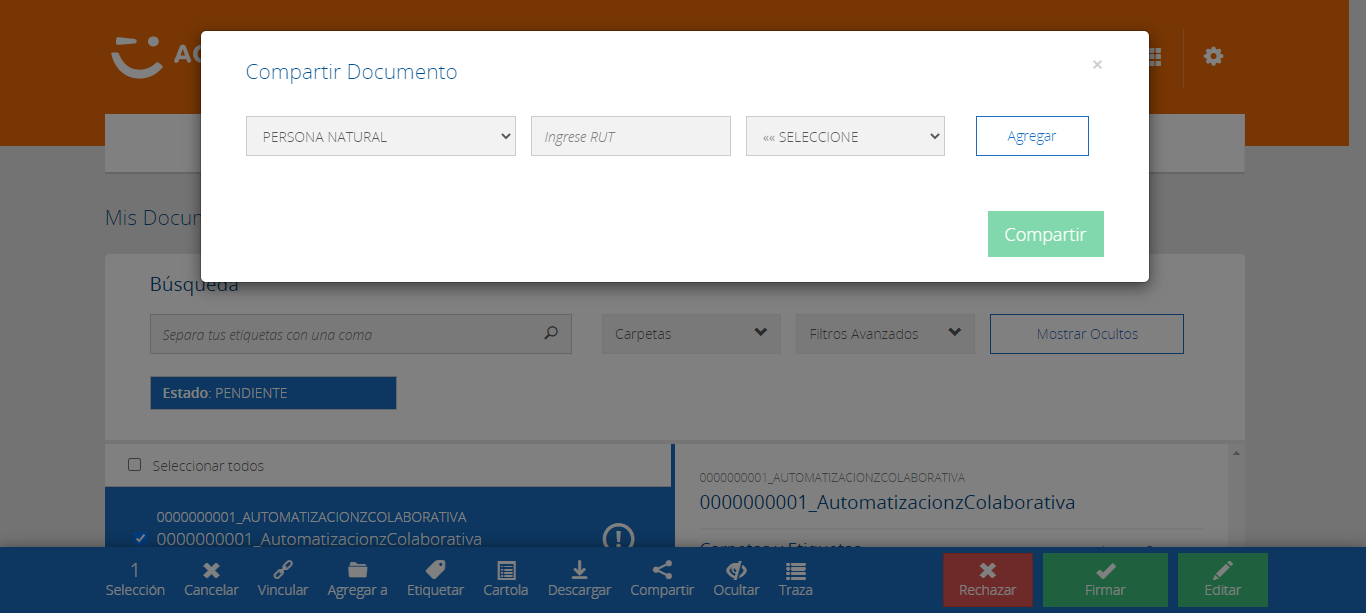 Compartir Documento
×
PERSONA NATURAL
Ingrese RUT
«« SELECCIONE
Agregar
Compartir
Búsqueda
Separa tus etiquetas con una coma
Carpetas
Filtros Avanzados
Mostrar Ocultos
Estado: PENDIENTE
Seleccionar todos
0000000001_AUTOMATIZACIONZCOLABORATIVA
0000000001_AutomatizacionzColaborativa
0000000001_AUTOMATIZACIONZCOLABORATIVA
0000000001_AutomatizacionzColaborativa
1
Selección
Cancelar
Vincular
Agregar a
Etiquetar
Cartola
Descargar
Compartir
Ocultar
Traza
Rechazar
Firmar
Editar